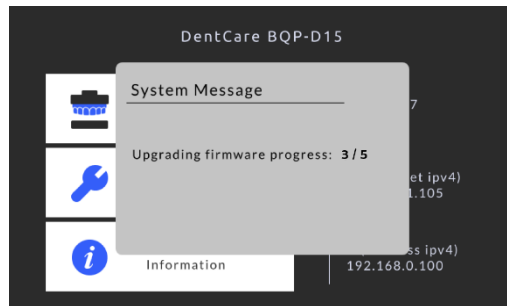 DentCare BQP-D15
System Message
7
Upgrading firmware progress: 3 / 5
et ipv4)
.105
ss ipv4)
Information
192.168.0.100